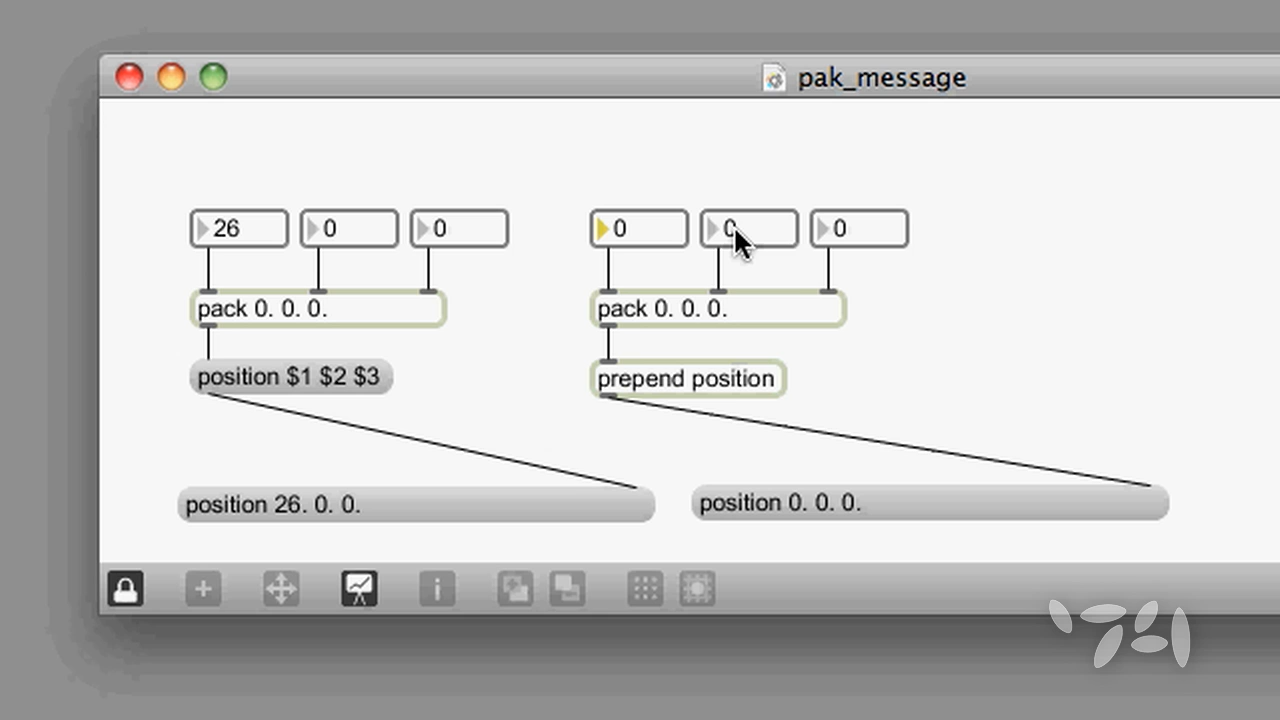 pak_message
26 0 0 0 0 0
pack 0. 0. 0. pack 0. 0. 0.
position $1 $2 $3 prepend position
position 26. 0. 0. position 0. 0. 0.